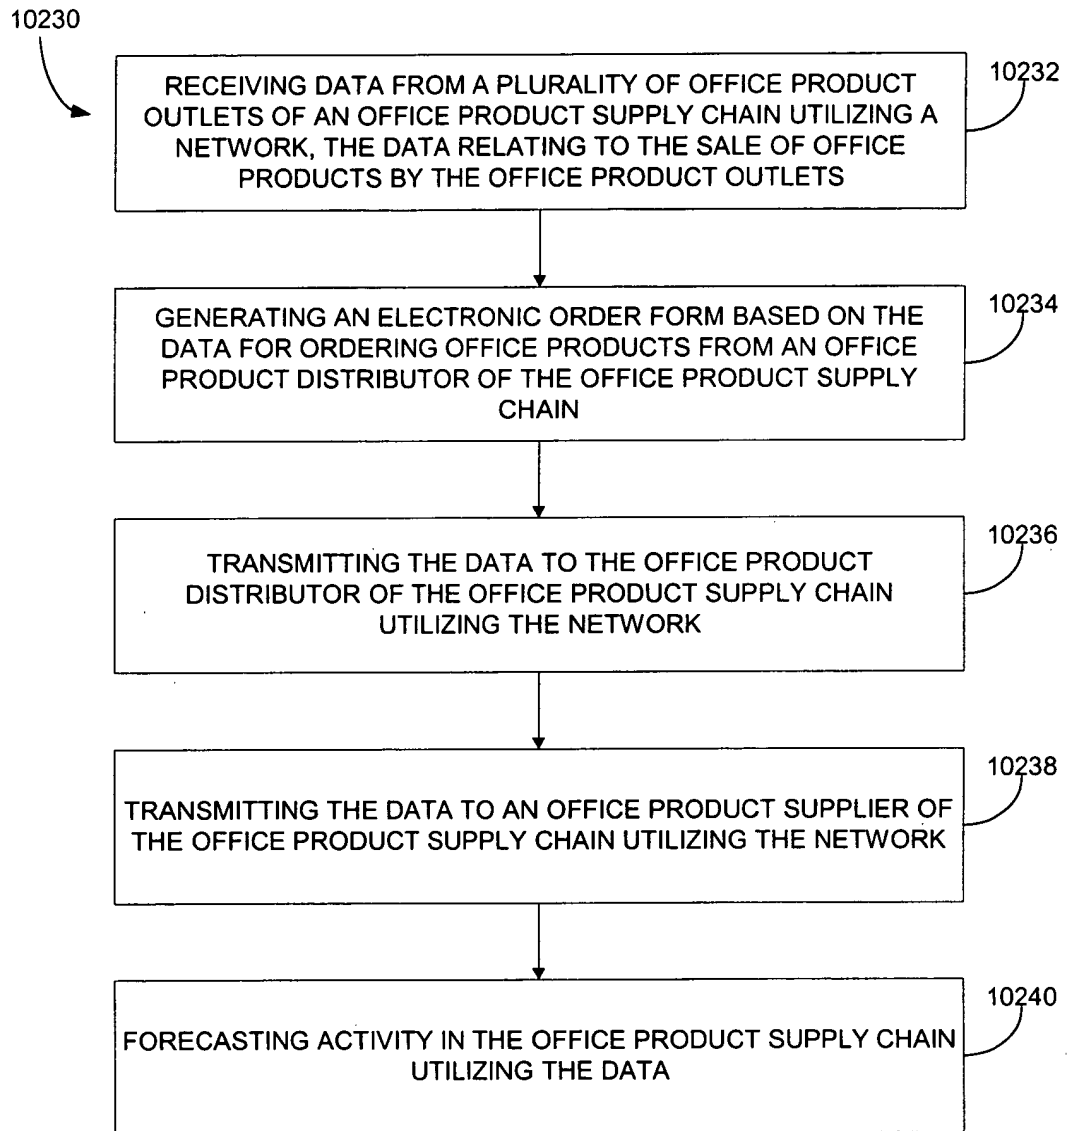 10230
RECEIVING DATA FROM A PLURALITY OF OFFICE PRODUCT
OUTLETS OF AN OFFICE PRODUCT SUPPLY CHAIN UTILIZING A
NETWORK, THE DATA RELATING TO THE SALE OF OFFICE
PRODUCTS BY THE OFFICE PRODUCT OUTLETS
10232
GENERATING AN ELECTRONIC ORDER FORM BASED ON THE
DATA FOR ORDERING OFFICE PRODUCTS FROM AN OFFICE
PRODUCT DISTRIBUTOR OF THE OFFICE PRODUCT SUPPLY
CHAIN
10234
TRANSMITTING THE DATA TO THE OFFICE PRODUCT
DISTRIBUTOR OF THE OFFICE PRODUCT SUPPLY CHAIN
UTILIZING THE NETWORK
10236
TRANSMITTING THE DATA TO AN OFFICE PRODUCT SUPPLIER OF
THE OFFICE PRODUCT SUPPLY CHAIN UTILIZING THE NETWORK
10238
FORECASTING ACTIVITY IN THE OFFICE PRODUCT SUPPLY CHAIN
UTILIZING THE DATA
10240